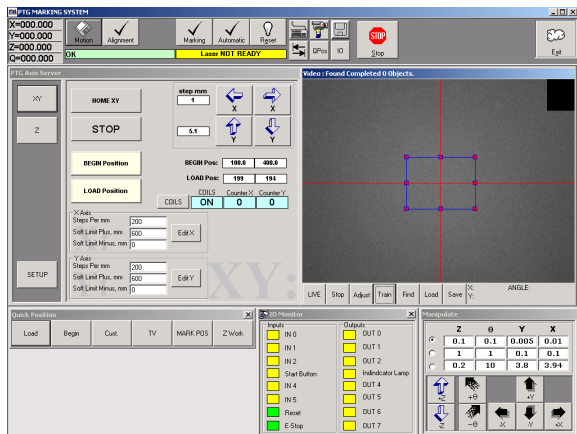 PTG MARKING SYSTEM
X=000.000
Y=000.000
Z=000.000
Q=000.000
Motion
Alignment
Marking
Automatic
Reset
OK
Laser NOT READY
QPos
IO
STOP
Stop
Exit
PTG Axis Server
XY
Z
SETUP
HOME XY
STOP
step mm
1
5.1
X
X
Y
Y
BEGIN Position
LOAD Position
BEGIN Pos: 100.0 400.0
LOAD Pos: 199 194
COILS Counter X Counter Y
COILS ON 0 0
X Axis
Steps Per mm 200
Soft Limit Plus, mm 600
Soft Limit Minus, mm 0
Edit X
Y Axis
Steps Per mm 200
Soft Limit Plus, mm 600
Soft Limit Minus, mm 0
Edit Y
XY:
Video : Found Completed 0 Objects.
LIVE Stop Adjust Train Find Load Save
X:
Y:
ANGLE:
Quick Position
Load Begin Cust. TV MARK POS Z Work
IO Monitor
Inputs
IN 0
IN 1
IN 2
Start Button
IN 4
IN 5
Reset
E-Stop
Outputs
OUT 0
OUT 1
OUT 2
Indindcator Lamp
OUT 4
OUT 5
OUT 6
OUT 7
Manipulate
Z θ Y X
0.1 0.1 0.005 0.01
1 1 0.1 0.1
0.2 10 3.8 3.94
+Z +θ +Y
-Z -θ -X -Y +X